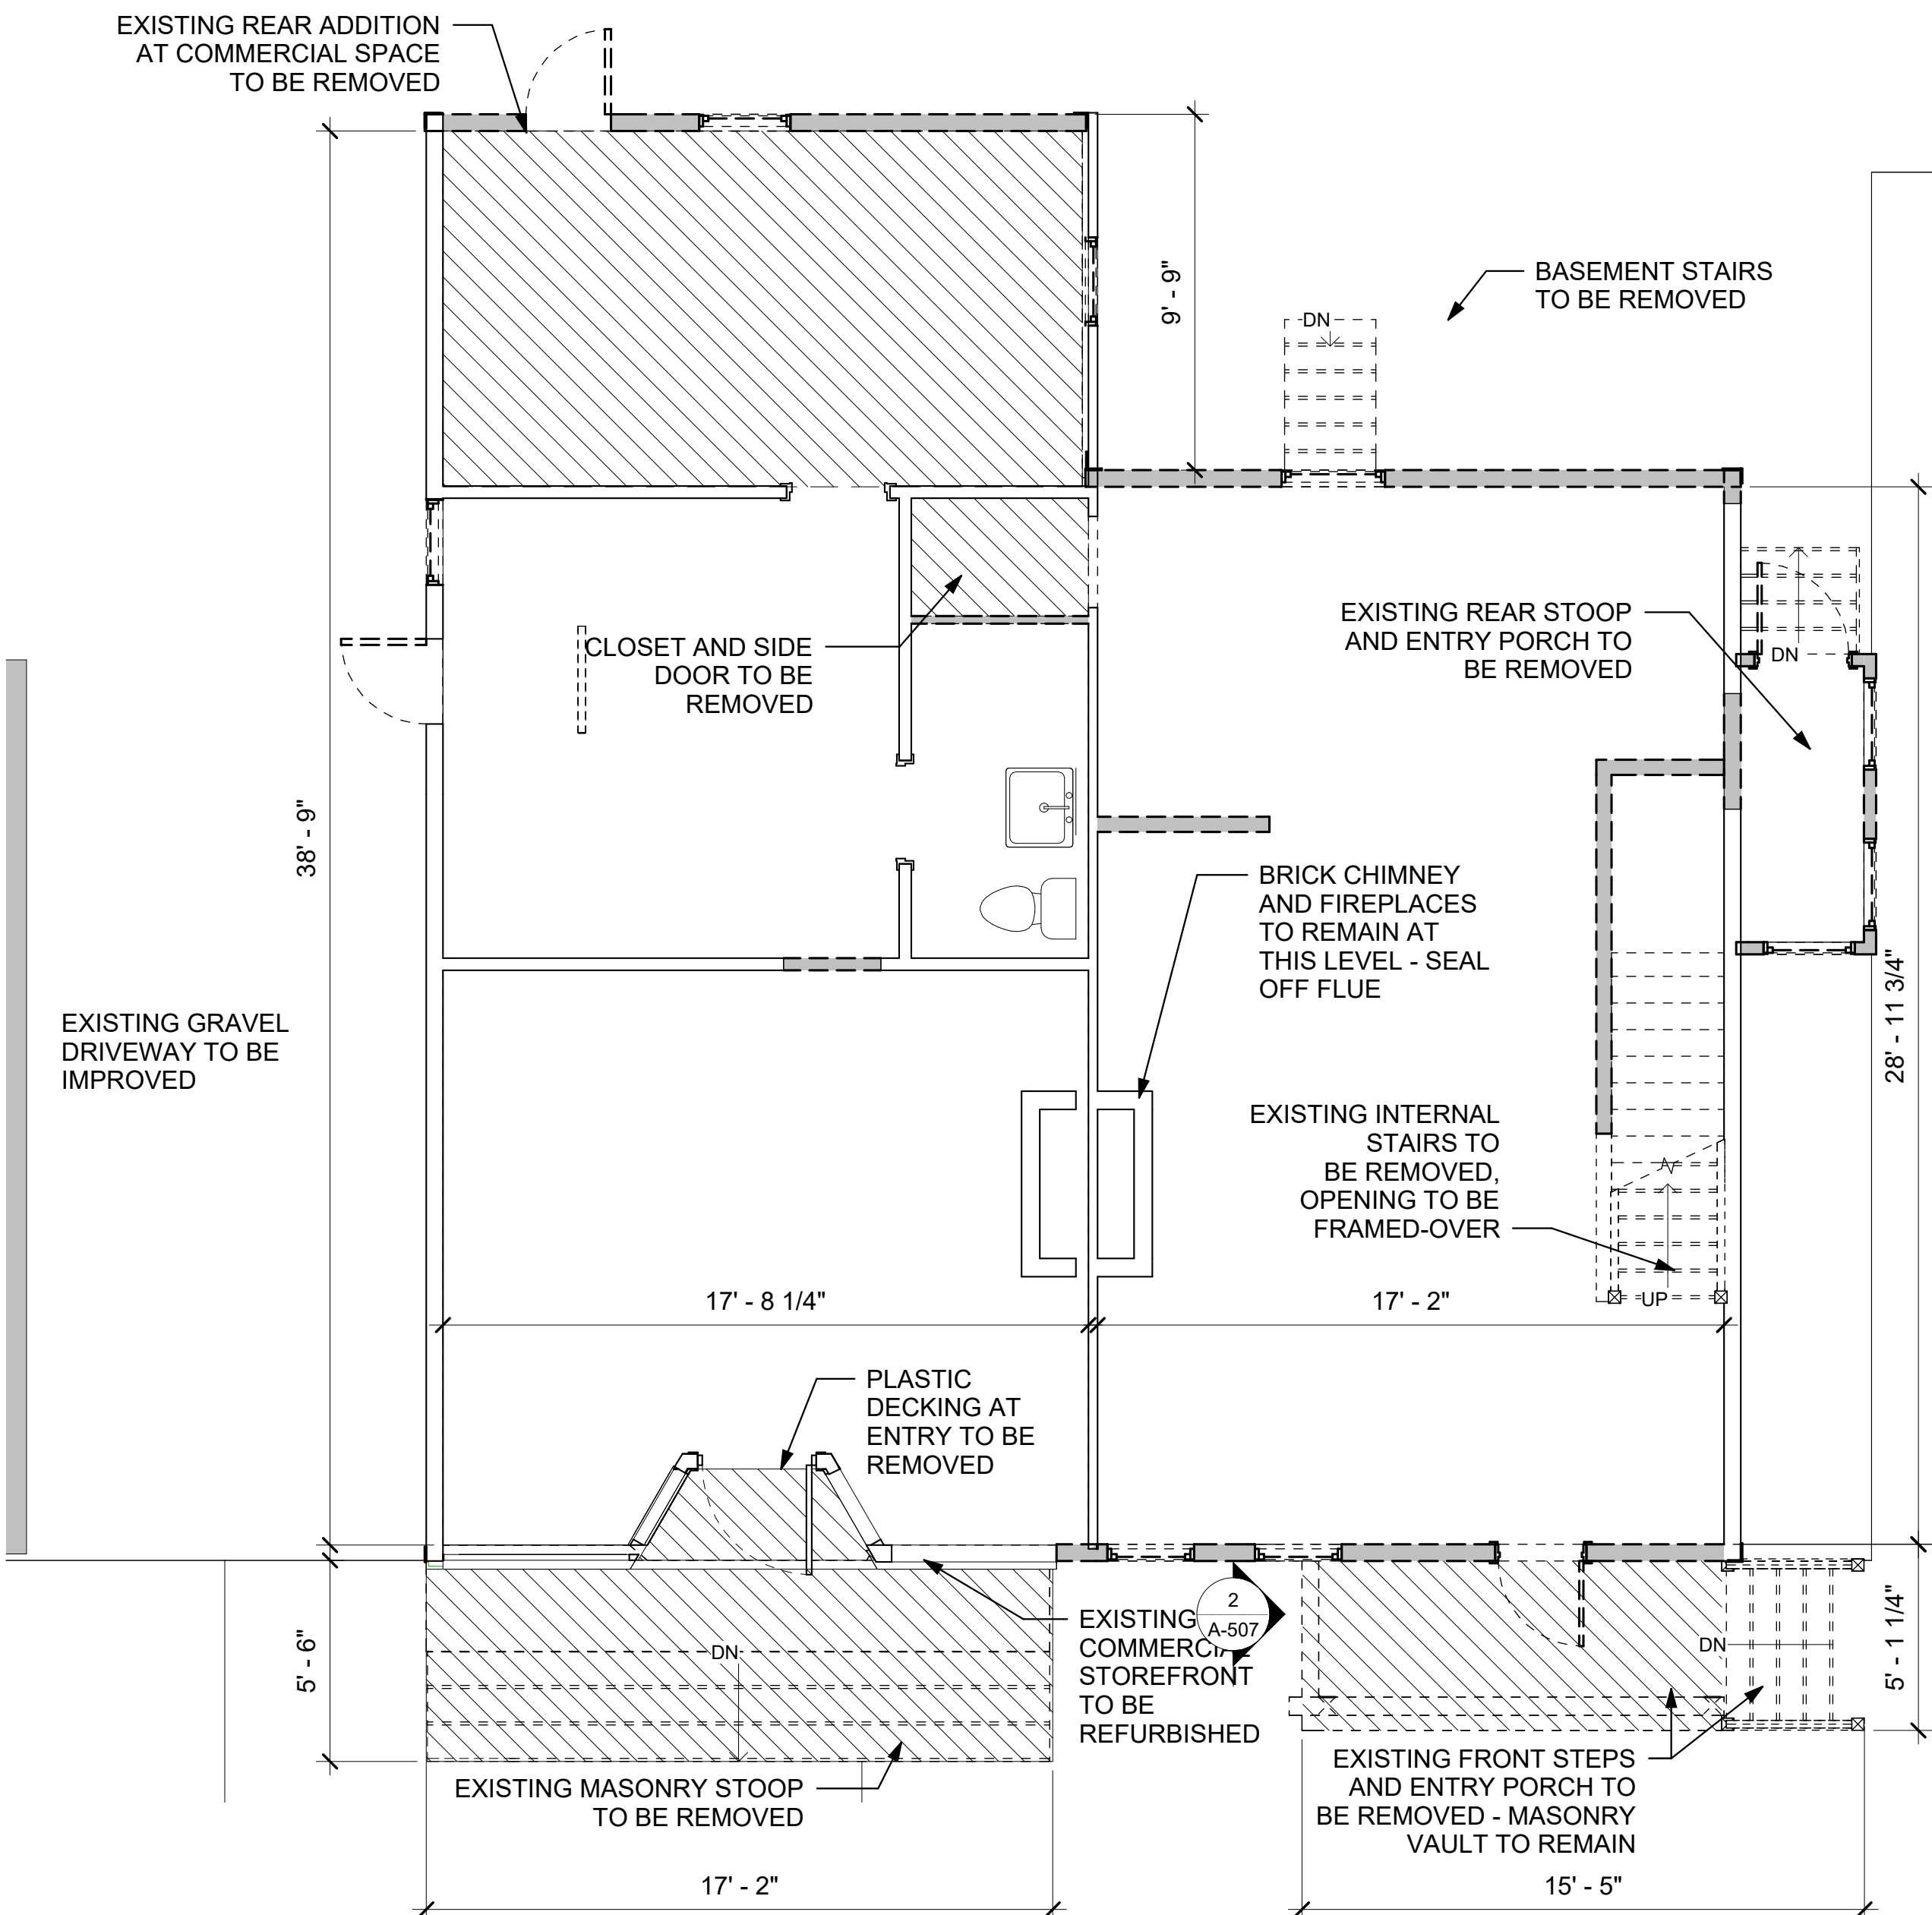 EXISTING REAR ADDITION
AT COMMERCIAL SPACE
TO BE REMOVED
9' - 9"
BASEMENT STAIRS
TO BE REMOVED
DN
EXISTING REAR STOOP
AND ENTRY PORCH TO
BE REMOVED
DN
CLOSET AND SIDE
DOOR TO BE
REMOVED
38' - 9"
BRICK CHIMNEY
AND FIREPLACES
TO REMAIN AT
THIS LEVEL - SEAL
OFF FLUE
28' - 11 3/4"
EXISTING GRAVEL
DRIVEWAY TO BE
IMPROVED
EXISTING INTERNAL
STAIRS TO
BE REMOVED,
OPENING TO BE
FRAMED-OVER
UP
17' - 8 1/4"
17' - 2"
PLASTIC
DECKING AT
ENTRY TO BE
REMOVED
5' - 6"
DN
EXISTING
COMMERCIAL
STOREFRONT
TO BE
REFURBISHED
2
A-507
DN
5' - 1 1/4"
EXISTING MASONRY STOOP
TO BE REMOVED
EXISTING FRONT STEPS
AND ENTRY PORCH TO
BE REMOVED - MASONRY
VAULT TO REMAIN
17' - 2"
15' - 5"